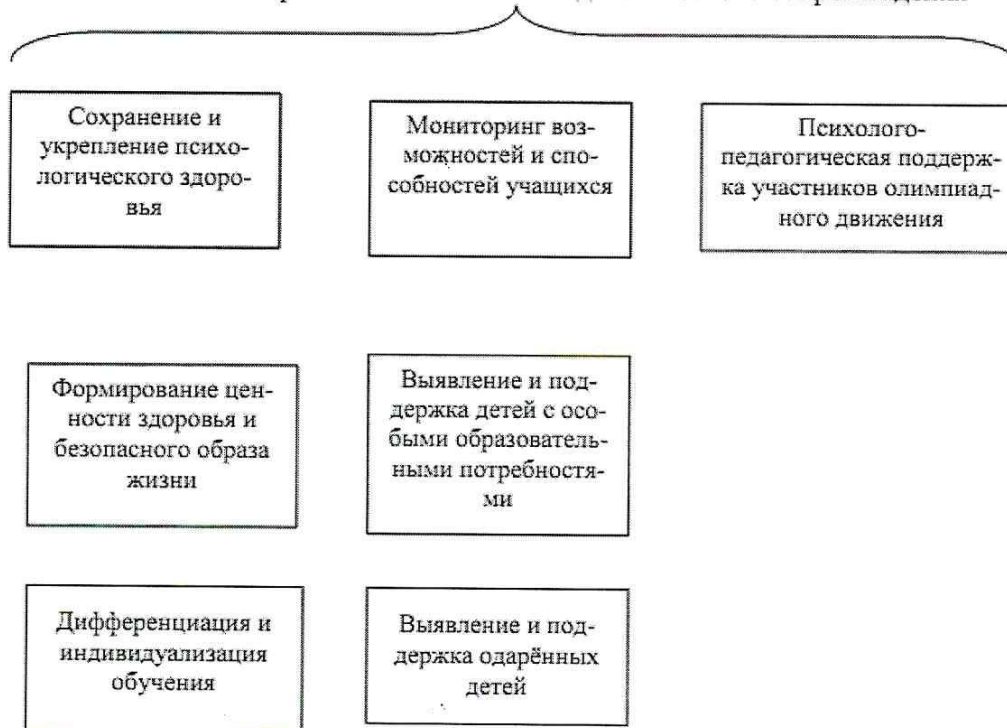 Сохранение и
укрепление психо-
логического здоро-
вья
Мониторинг воз-
можностей и спо-
собностей учащихся
Психолого-
педагогическая поддерж-
ка участников олимпиад-
ного движения
Формирование цен-
ности здоровья и
безопасного образа
жизни
Выявление и под-
держка детей с осо-
быми образователь-
ными потребностя-
ми
Дифференциация и
индивидуализация
обучения
Выявление и под-
держка одарённых
детей